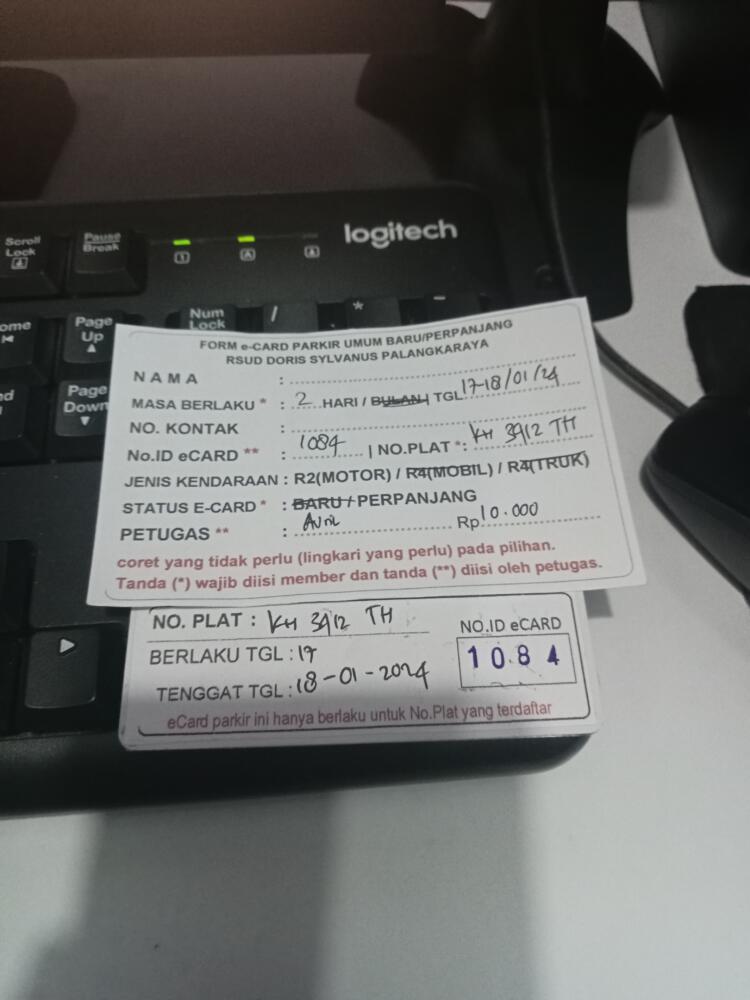 Scroll
Lock
Pause
Break
1
A
logitech
Home
Page
Up
Num
Lock
/
*
-
Page
Down
FORM e-CARD PARKIR UMUM BARU/PERPANJANG
RSUD DORIS SYLVANUS PALANGKARAYA
NAMA :
MASA BERLAKU * : 2 HARI / BULAN | TGL 17-18/01/24
NO. KONTAK :
No.ID eCARD ** : 1084 | NO.PLAT *: KH 3912 TH
JENIS KENDARAAN : R2(MOTOR) / R4(MOBIL) / R4(TRUK)
STATUS E-CARD * : BARU / PERPANJANG
PETUGAS ** : Avril Rp 10.000
coret yang tidak perlu (lingkari yang perlu) pada pilihan.
Tanda (*) wajib diisi member dan tanda (**) diisi oleh petugas.
NO. PLAT : KH 3912 TH
NO.ID eCARD
1084
BERLAKU TGL : 17
TENGGAT TGL : 18-01-2024
eCard parkir ini hanya berlaku untuk No.Plat yang terdaftar